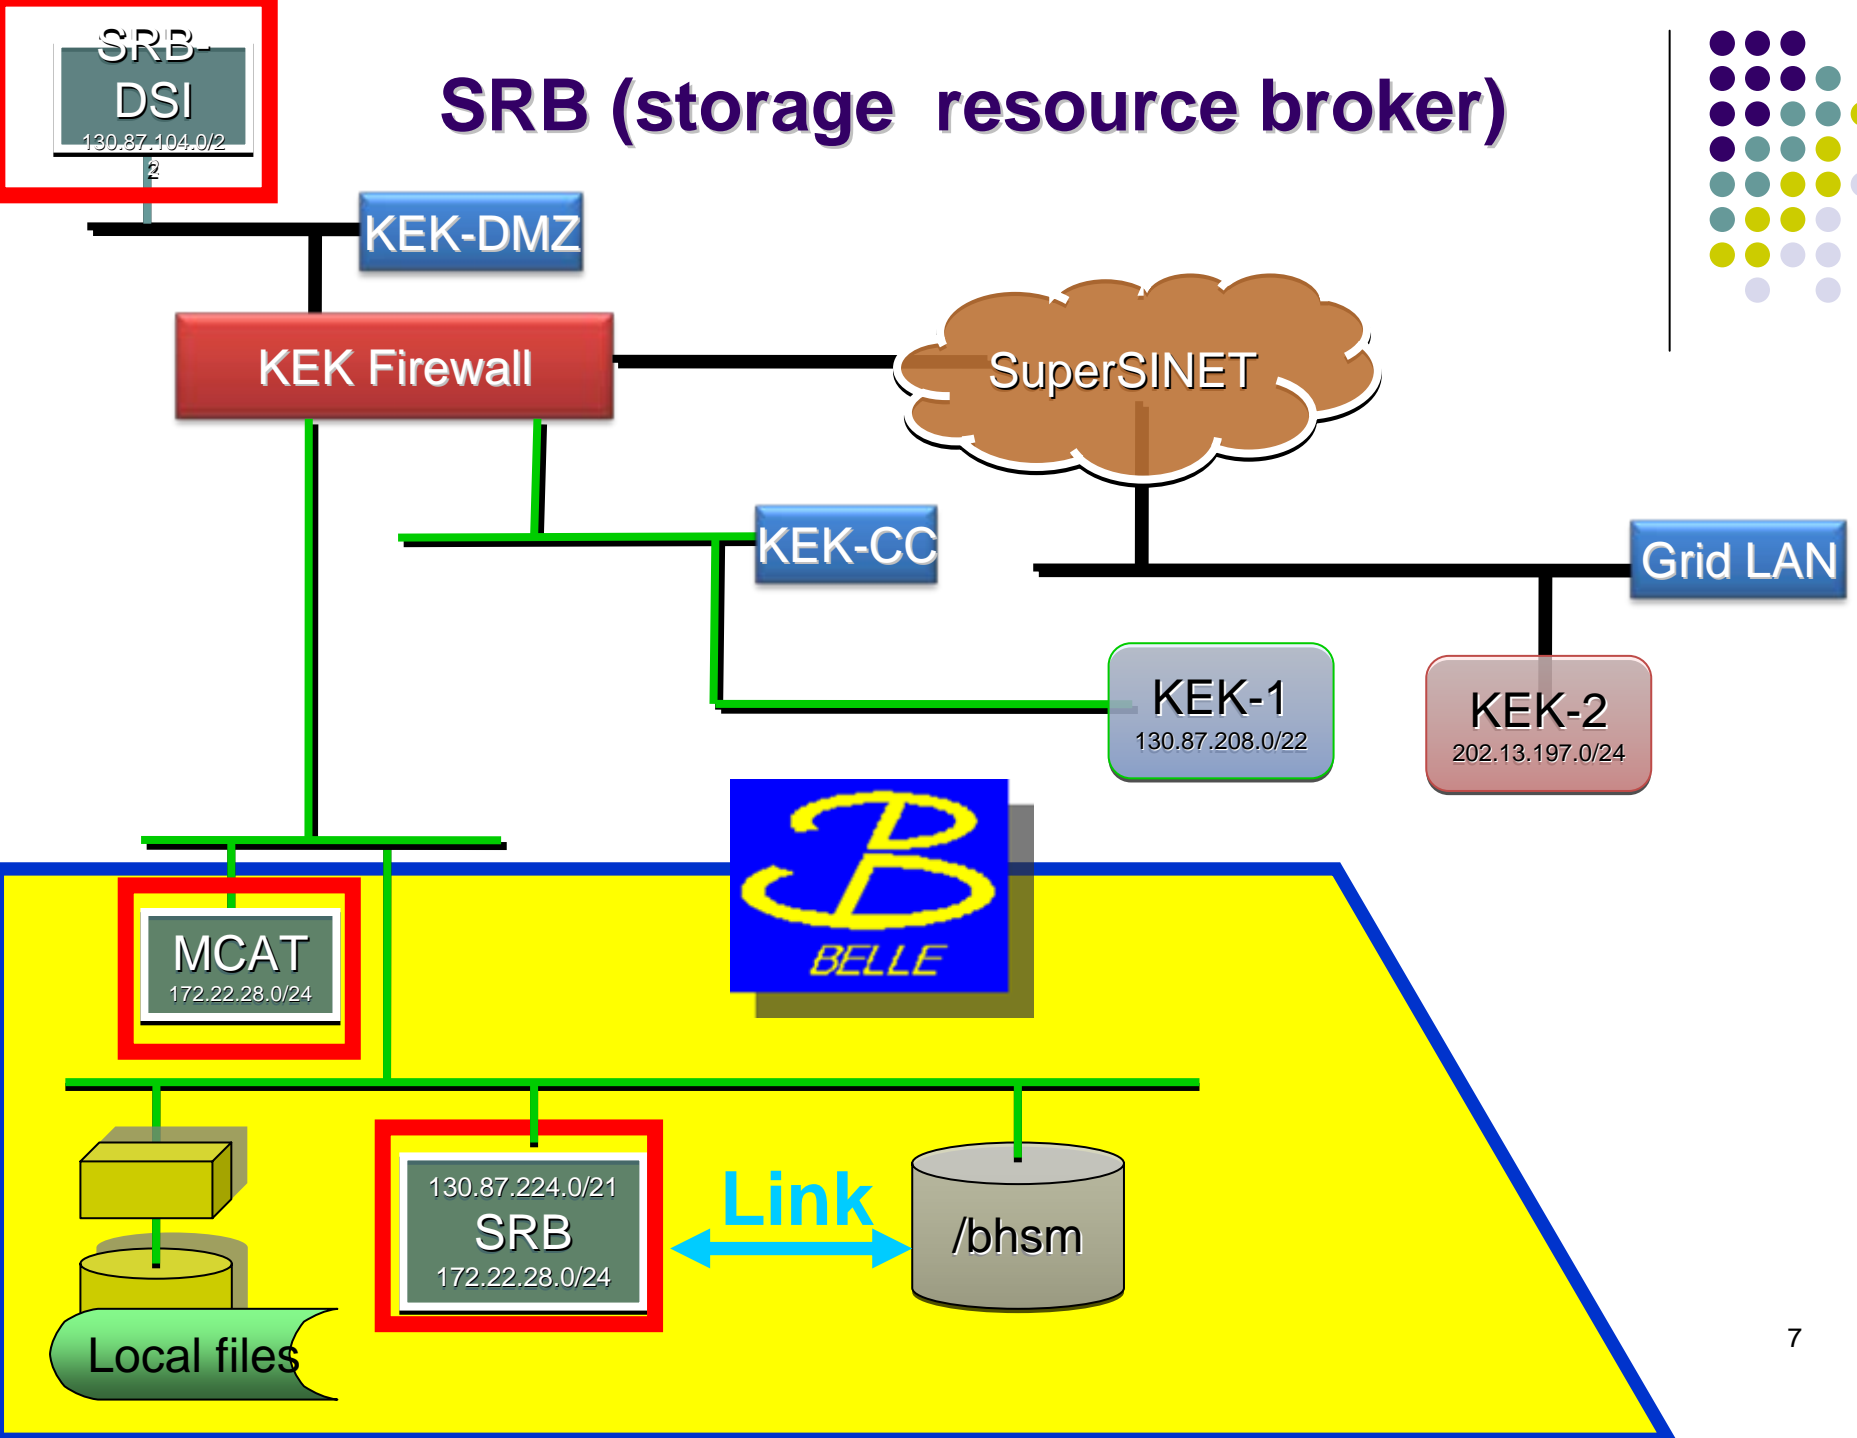 SRB-
DSI
130.87.104.0/2
2
SRB (storage resource broker)
KEK-DMZ
KEK Firewall
SuperSINET
KEK-CC
Grid LAN
KEK-1
130.87.208.0/22
KEK-2
202.13.197.0/24
BELLE
MCAT
172.22.28.0/24
130.87.224.0/21
SRB
172.22.28.0/24
Link
/bhsm
Local files
7